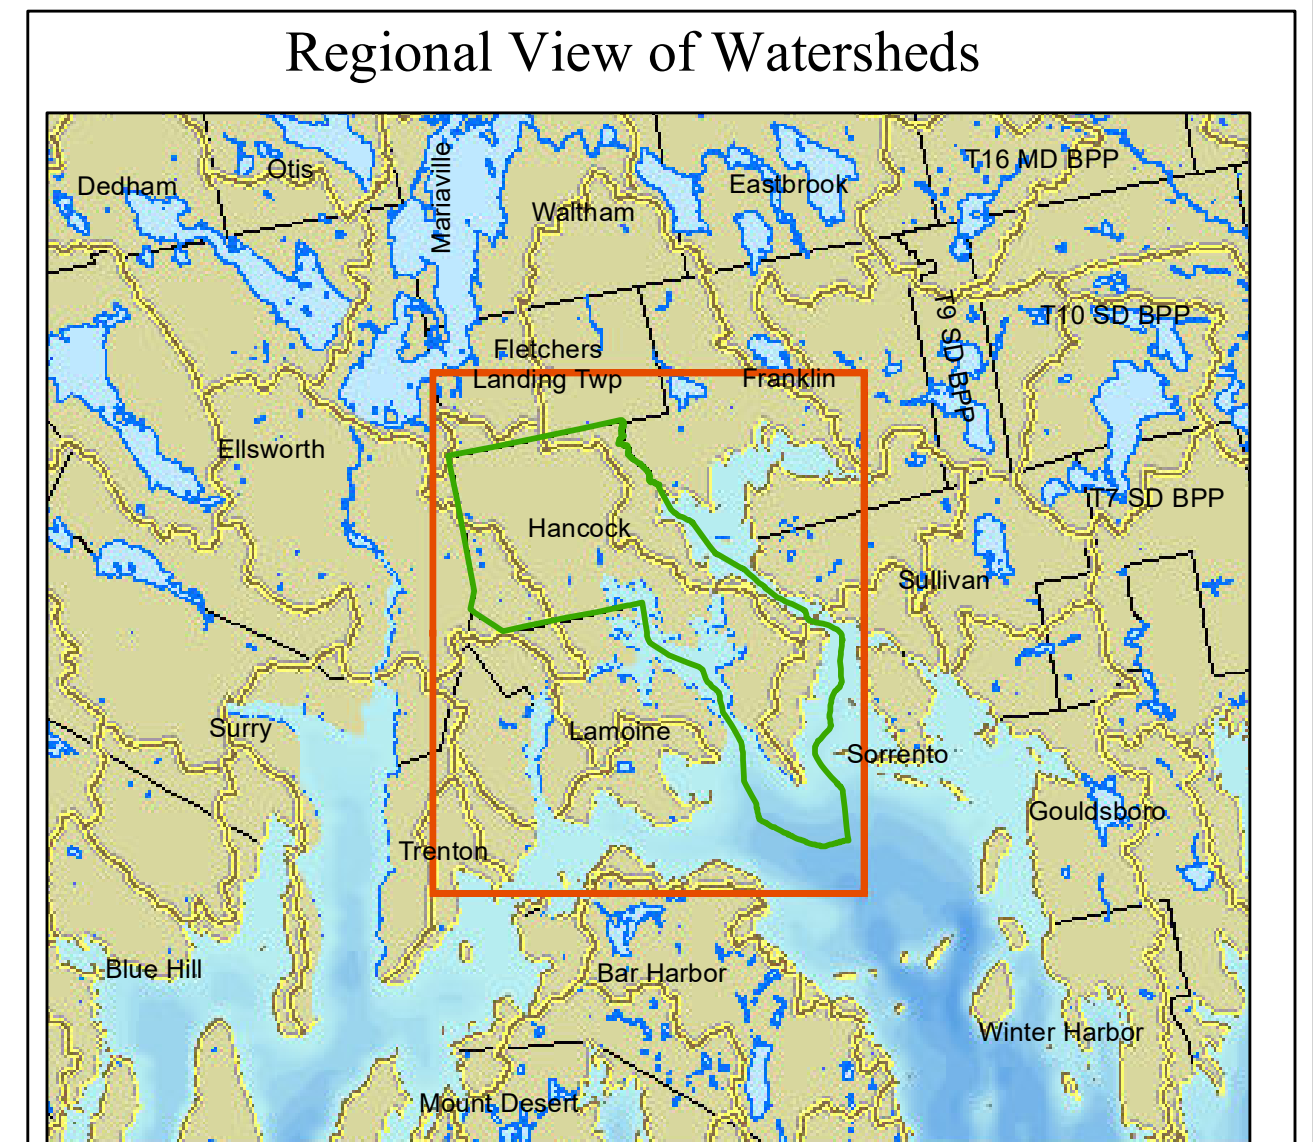 Regional View of Watersheds
T16 MD BPP
Otis
Dedham
Mariaville
Eastbrook
Waltham
T9 SD BPP
T10 SD BPP
Fletchers
Landing Twp
Franklin
Ellsworth
T7 SD BPP
Hancock
Sullivan
Surry
Lamoine
Sorrento
Gouldsboro
Trenton
Blue Hill
Bar Harbor
Winter Harbor
Mount Desert